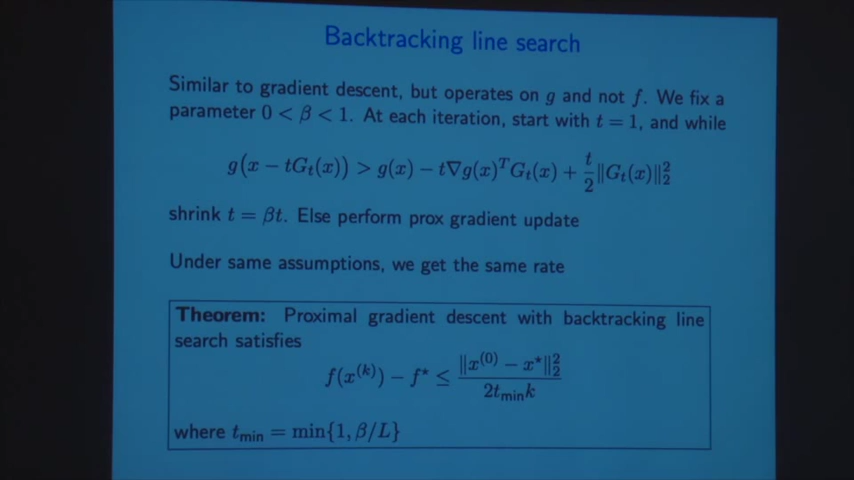 Backtracking line search
Similar to gradient descent, but operates on g and not f. We fix a
parameter 0 < β < 1. At each iteration, start with t = 1, and while
g(x − tG_t(x)) > g(x) − t∇g(x)^T G_t(x) + t/2 ‖G_t(x)‖_2^2
shrink t = βt. Else perform prox gradient update
Under same assumptions, we get the same rate
Theorem: Proximal gradient descent with backtracking line
search satisfies
f(x^(k)) − f* ≤ ‖x^(0) − x*‖_2^2 / 2t_min k
where t_min = min{1, β/L}